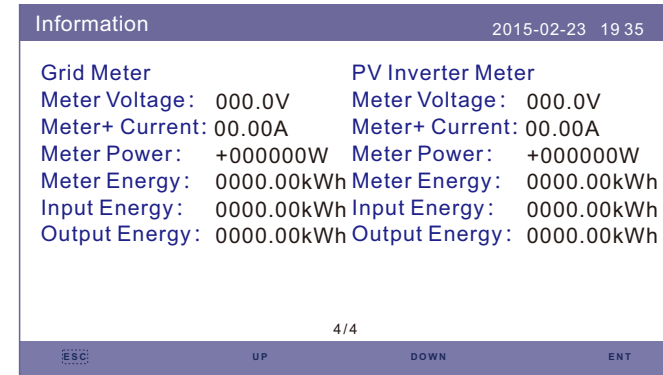 Information 2015-02-23 19 35
Grid Meter PV Inverter Meter
Meter Voltage: 000.0V Meter Voltage: 000.0V
Meter+ Current: 00.00A Meter+ Current: 00.00A
Meter Power: +000000W Meter Power: +000000W
Meter Energy: 0000.00kWh Meter Energy: 0000.00kWh
Input Energy: 0000.00kWh Input Energy: 0000.00kWh
Output Energy: 0000.00kWh Output Energy: 0000.00kWh
4/4
ESC UP DOWN ENT